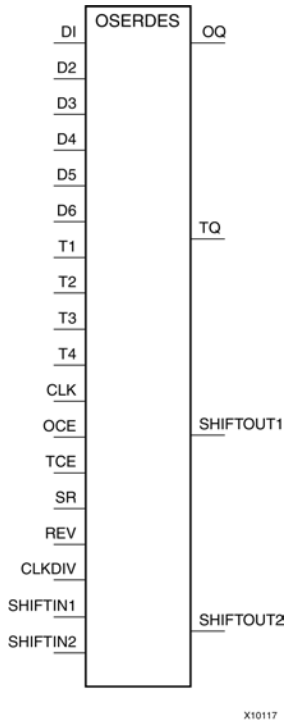 OSERDES
DI
D2
D3
D4
D5
D6
T1
T2
T3
T4
CLK
OCE
TCE
SR
REV
CLKDIV
SHIFTIN1
SHIFTIN2
OQ
TQ
SHIFTOUT1
SHIFTOUT2
X10117